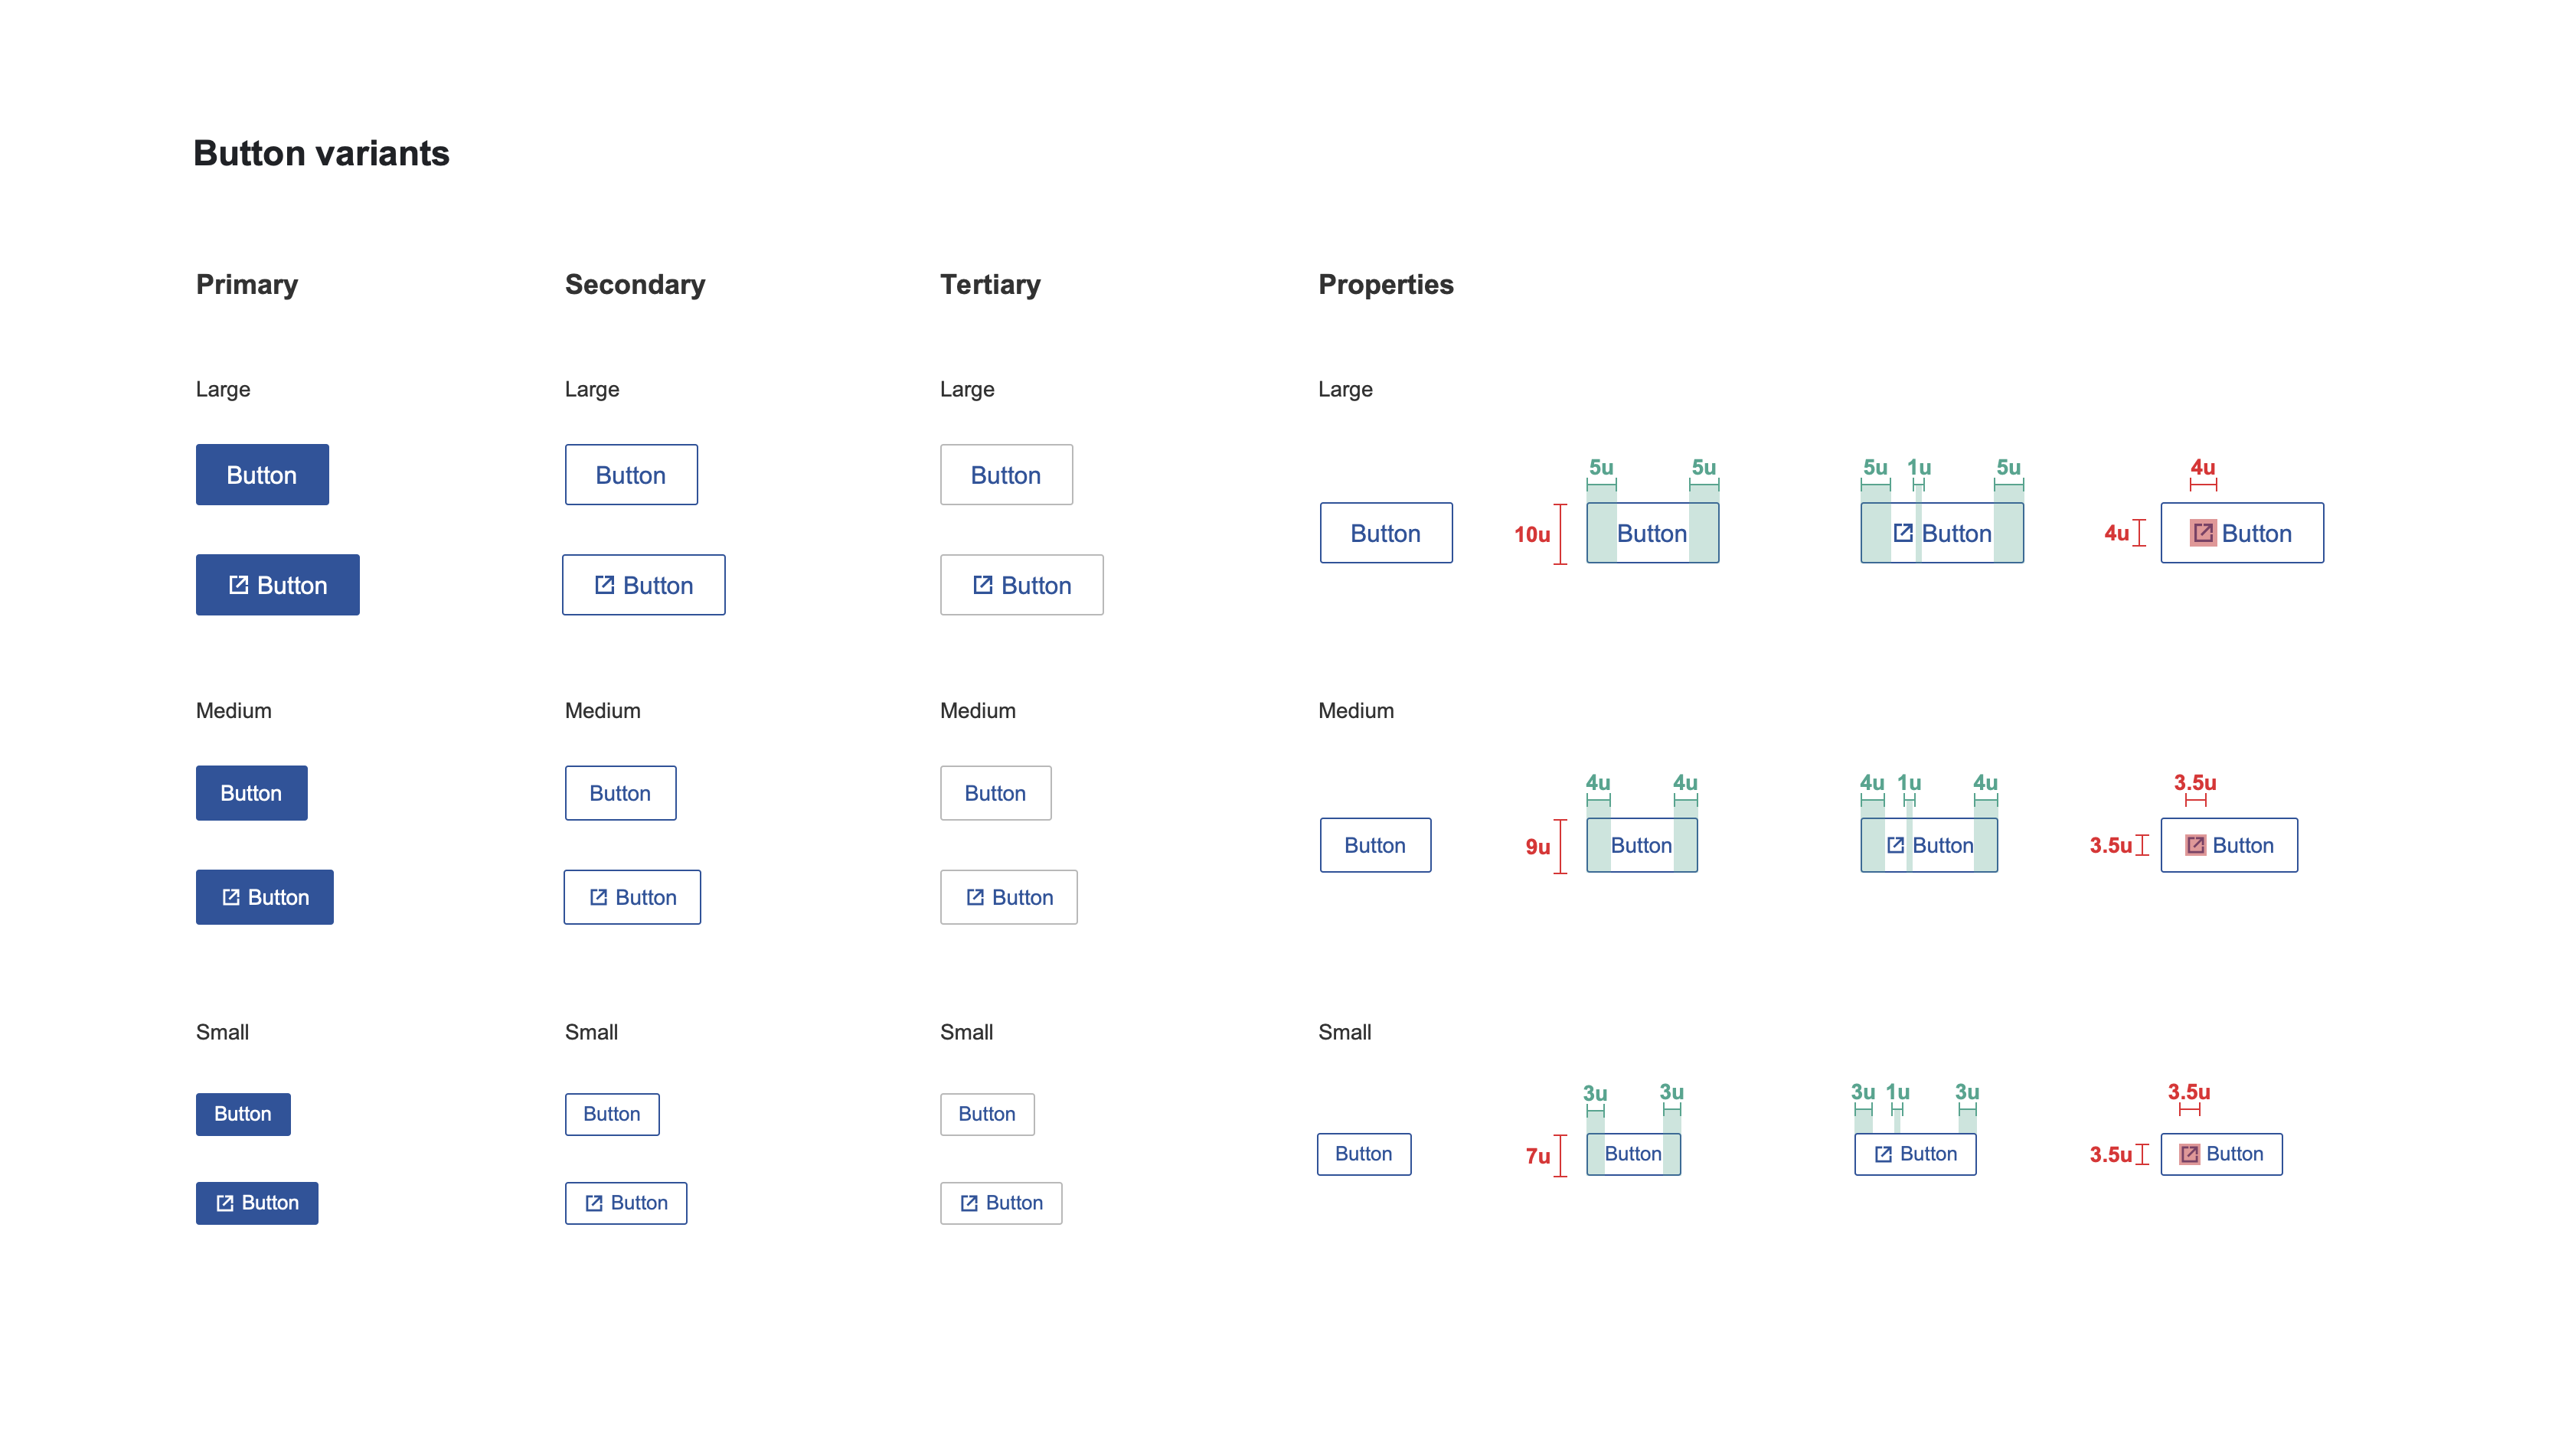 Button variants
Primary Secondary Tertiary Properties
Large Large Large Large
5u 5u 5u 1u 5u 4u
Button Button Button
Button 10u Button Button 4u Button
Button Button Button
Medium Medium Medium Medium
4u 4u 4u 1u 4u 3.5u
Button Button Button
Button 9u Button Button 3.5u Button
Button Button Button
Small Small Small Small
3u 3u 3u 1u 3u 3.5u
Button Button Button
Button 7u Button Button 3.5u Button
Button Button Button